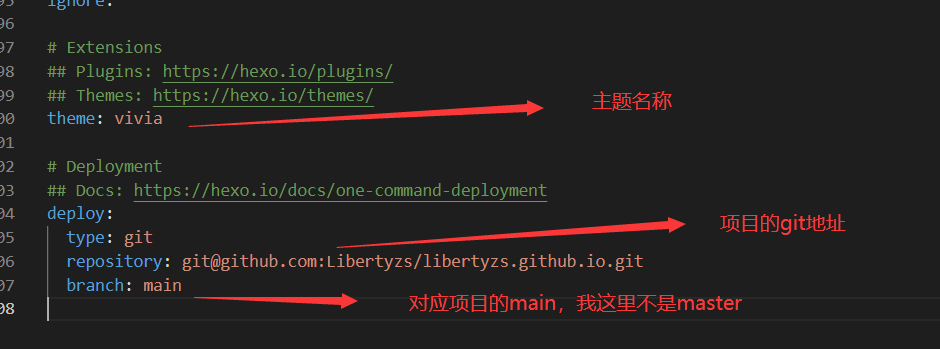 95 ignore:
96
97 # Extensions
98 ## Plugins: https://hexo.io/plugins/
99 ## Themes: https://hexo.io/themes/
00 theme: vivia
主题名称
01
02 # Deployment
03 ## Docs: https://hexo.io/docs/one-command-deployment
04 deploy:
项目的git地址
05 type: git
06 repository: git@github.com:Libertyzs/libertyzs.github.io.git
07 branch: main
对应项目的main，我这里不是master
08